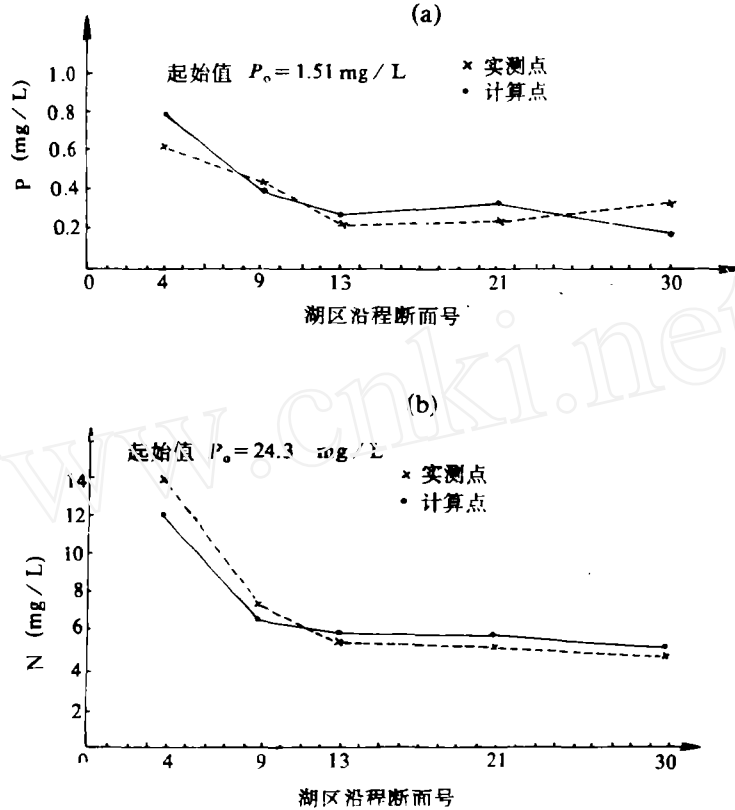 (a)
起始值 P₀=1.51 mg/L
× 实测点
• 计算点
P (mg/L)
1.0
0.8
0.6
0.4
0.2
0 4 9 13 21 30
湖区沿程断面号
(b)
起始值 P₀=24.3 mg/L
× 实测点
• 计算点
N (mg/L)
14
12
10
8
6
4
2
0 4 9 13 21 30
湖区沿程断面号
www.cnki.net